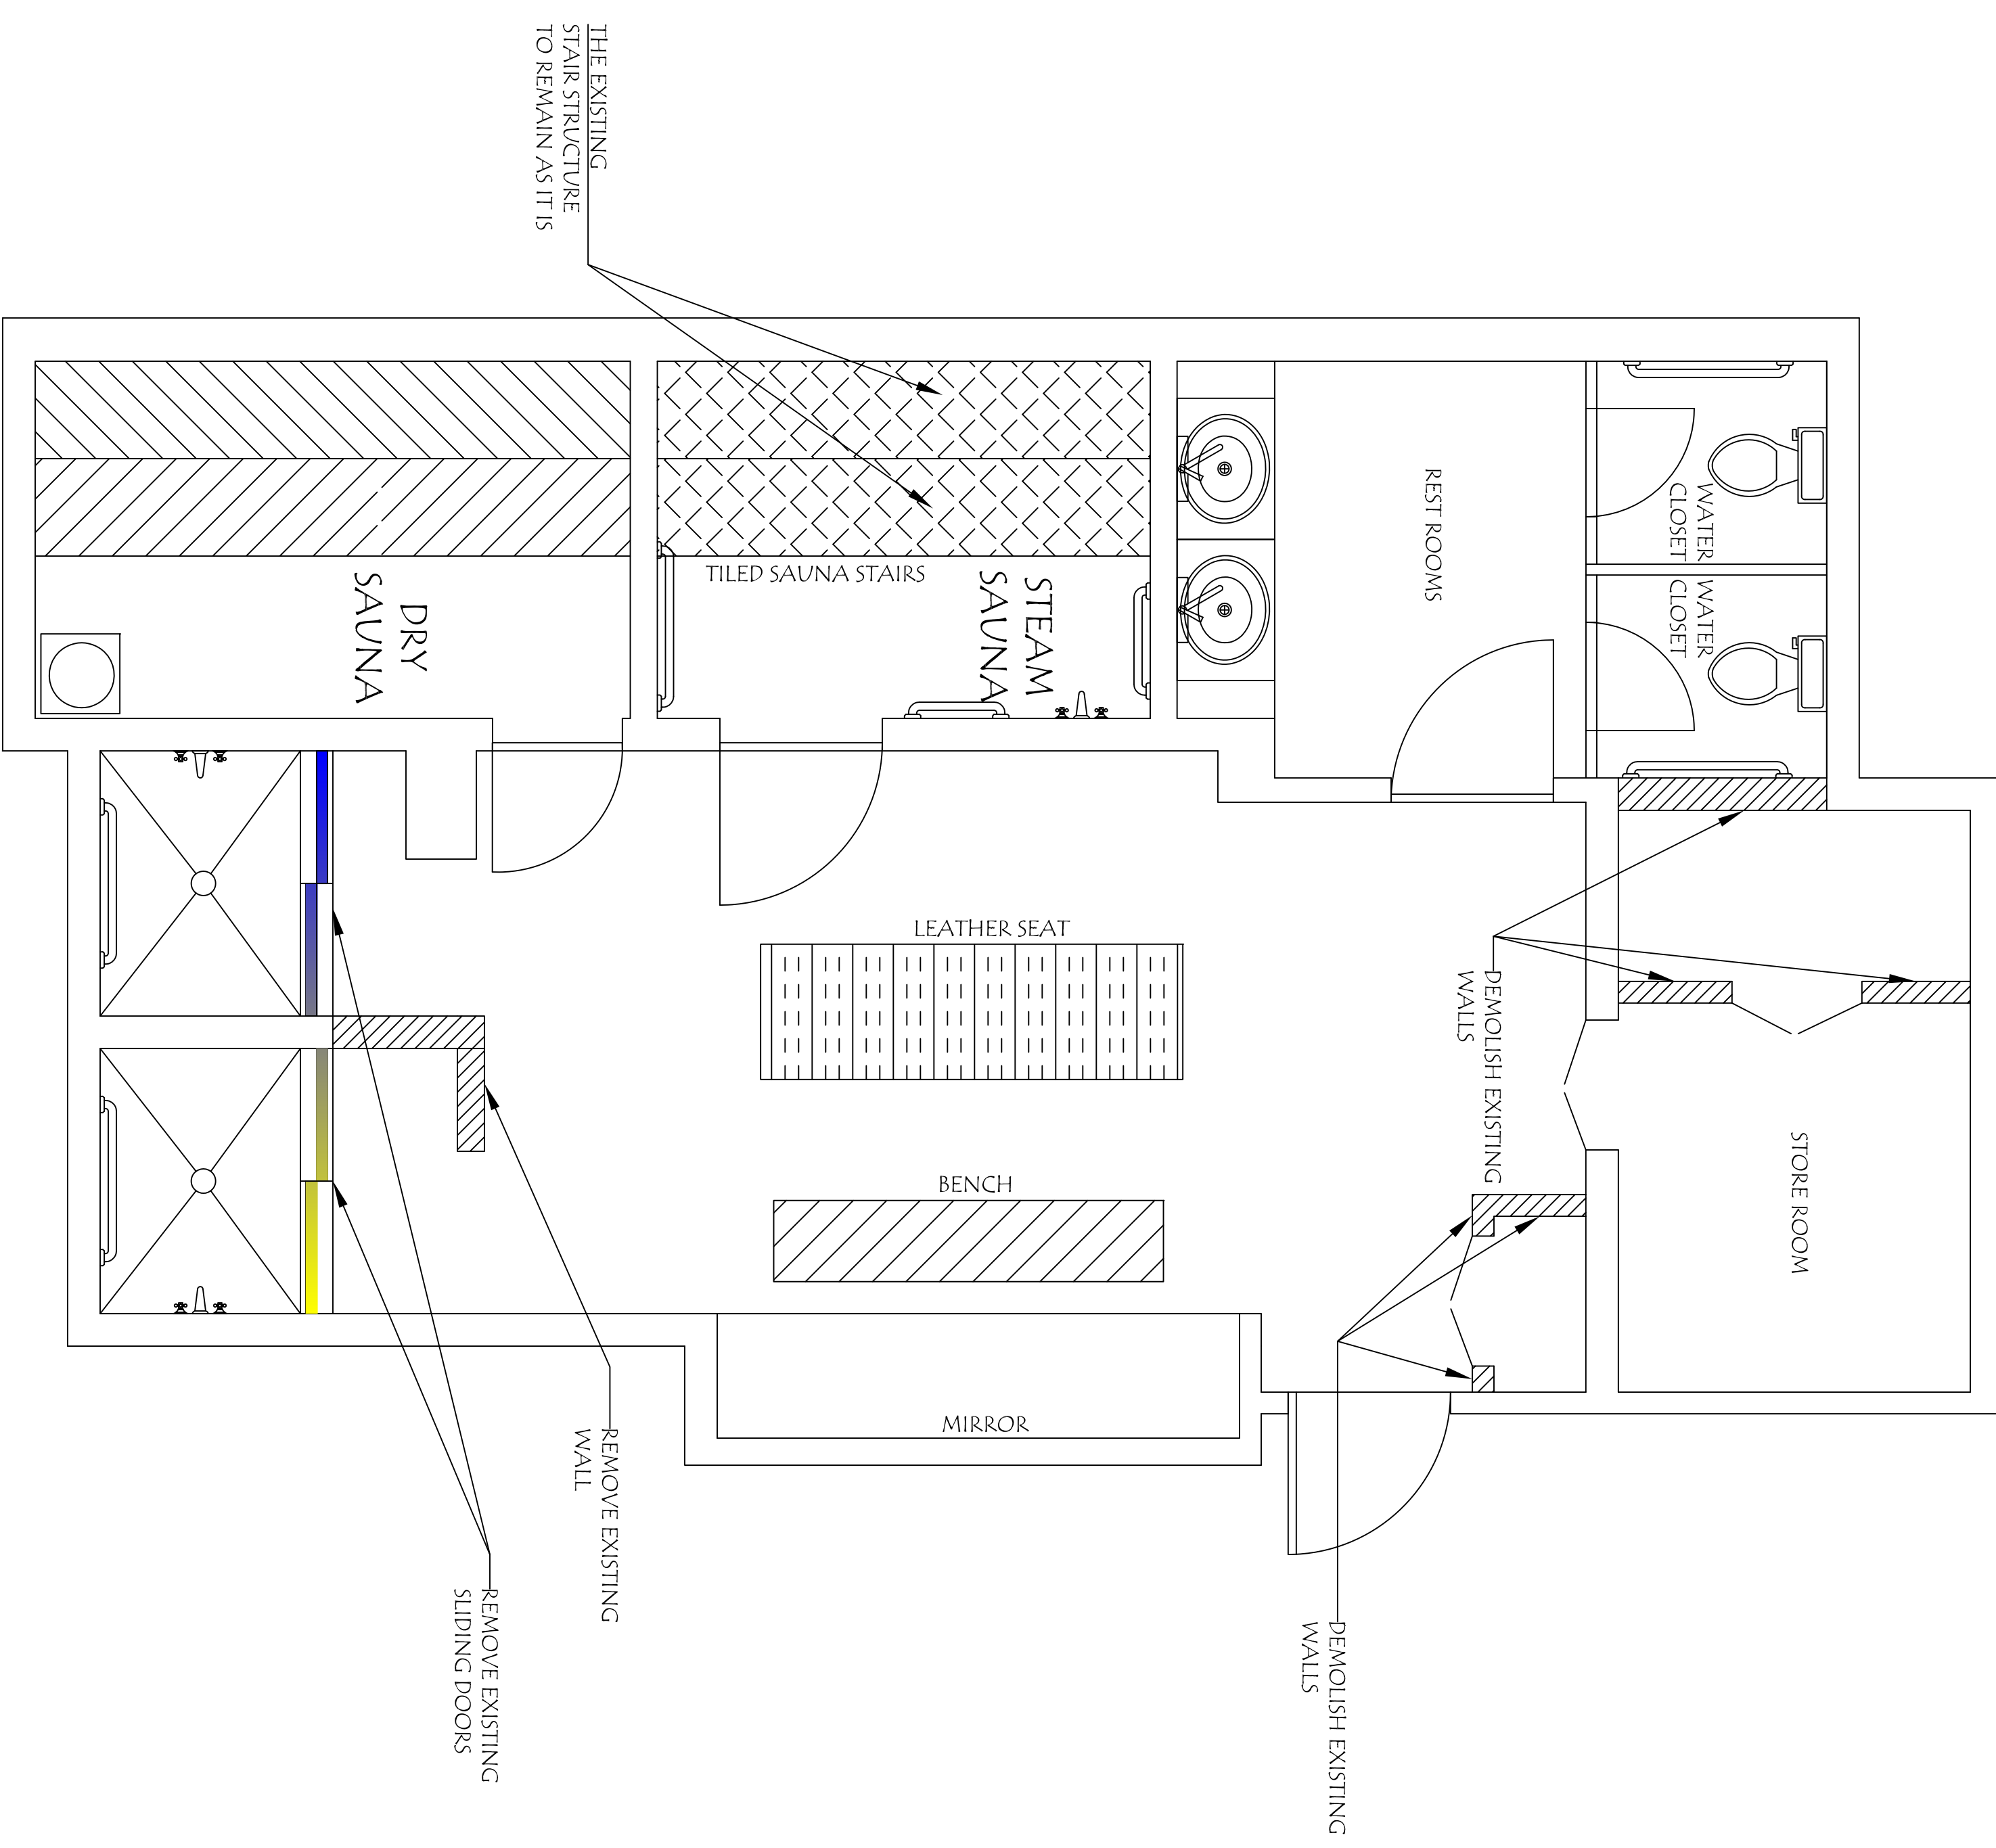 THE EXISTING
STAIR STRUCTURE
TO REMAIN AS IT IS
REST ROOMS
WATER
CLOSET
WATER
CLOSET
TILED SAUNA STAIRS
STEAM
SAUNA
DRY
SAUNA
LEATHER SEAT
DEMOLISH EXISTING
WALLS
STORE ROOM
BENCH
MIRROR
REMOVE EXISTING
WALL
REMOVE EXISTING
SLIDING DOORS
DEMOLISH EXISTING
WALLS